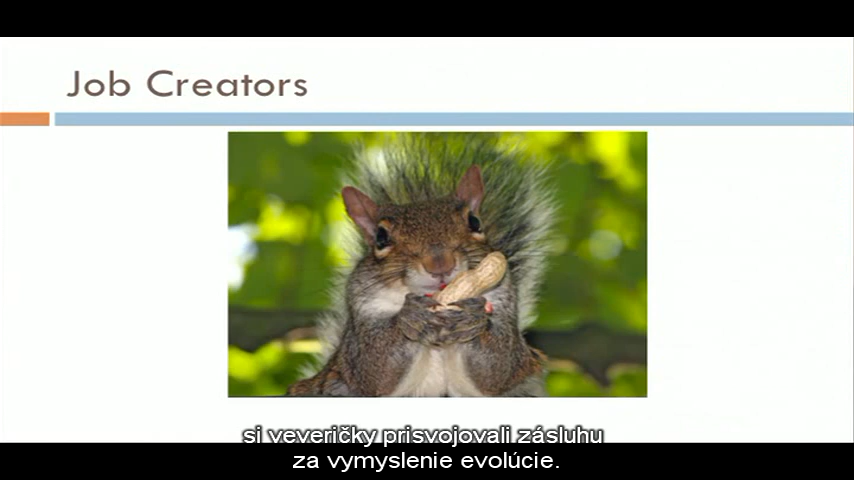 Job Creators
si veveričky prisvojovali zásluhu
za vymyslenie evolúcie.